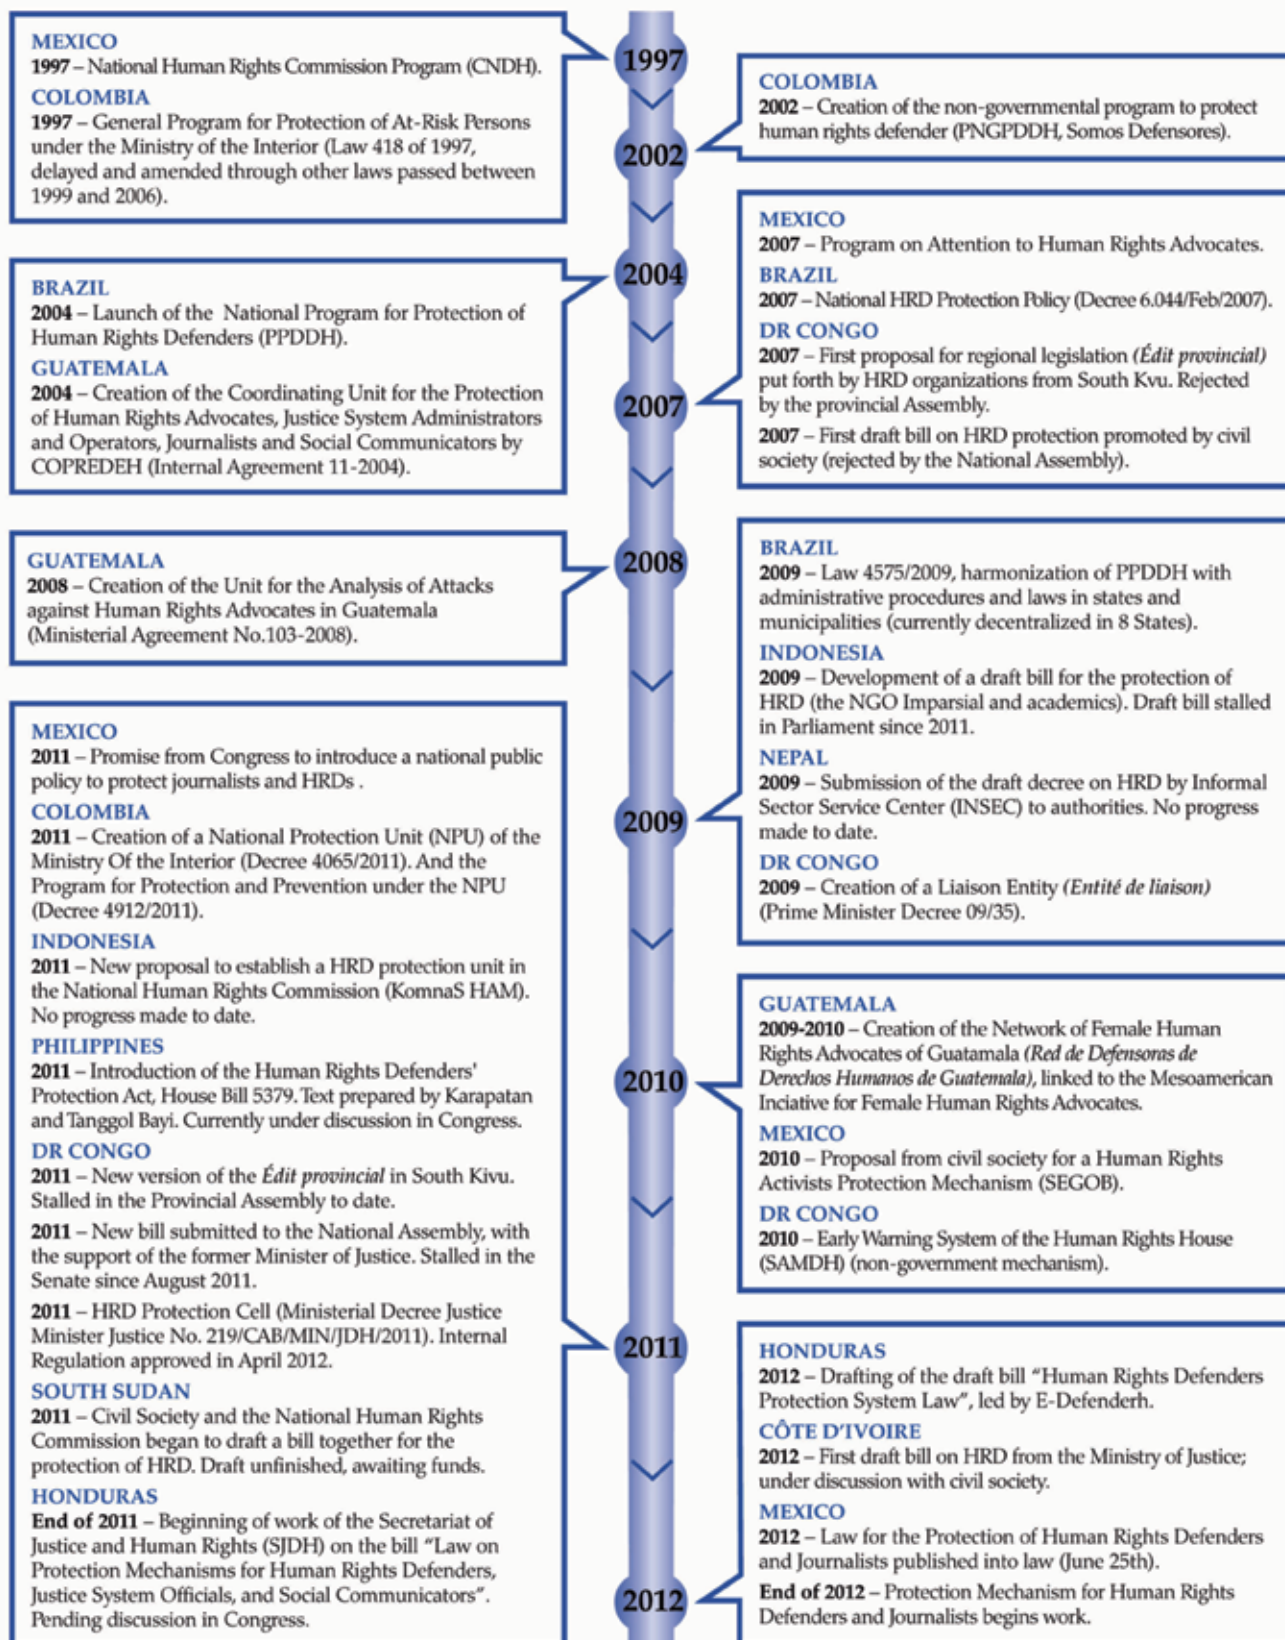 MEXICO
1997 – National Human Rights Commission Program (CNDH).
COLOMBIA
1997 – General Program for Protection of At-Risk Persons
under the Ministry of the Interior (Law 418 of 1997,
delayed and amended through other laws passed between
1999 and 2006).
1997
COLOMBIA
2002 – Creation of the non-governmental program to protect
human rights defender (PNGPDDH, Somos Defensores).
2002
BRAZIL
2004 – Launch of the National Program for Protection of
Human Rights Defenders (PPDDH).
GUATEMALA
2004 – Creation of the Coordinating Unit for the Protection
of Human Rights Advocates, Justice System Administrators
and Operators, Journalists and Social Communicators by
COPREDEH (Internal Agreement 11-2004).
2004
MEXICO
2007 – Program on Attention to Human Rights Advocates.
BRAZIL
2007 – National HRD Protection Policy (Decree 6.044/Feb/2007).
DR CONGO
2007 – First proposal for regional legislation (Édit provincial)
put forth by HRD organizations from South Kvu. Rejected
by the provincial Assembly.
2007 – First draft bill on HRD protection promoted by civil
society (rejected by the National Assembly).
2007
GUATEMALA
2008 – Creation of the Unit for the Analysis of Attacks
against Human Rights Advocates in Guatemala
(Ministerial Agreement No.103-2008).
2008
BRAZIL
2009 – Law 4575/2009, harmonization of PPDDH with
administrative procedures and laws in states and
municipalities (currently decentralized in 8 States).
INDONESIA
2009 – Development of a draft bill for the protection of
HRD (the NGO Imparsial and academics). Draft bill stalled
in Parliament since 2011.
NEPAL
2009 – Submission of the draft decree on HRD by Informal
Sector Service Center (INSEC) to authorities. No progress
made to date.
DR CONGO
2009 – Creation of a Liaison Entity (Entité de liaison)
(Prime Minister Decree 09/35).
2009
GUATEMALA
2009-2010 – Creation of the Network of Female Human
Rights Advocates of Guatamala (Red de Defensoras de
Derechos Humanos de Guatemala), linked to the Mesoamerican
Inciative for Female Human Rights Advocates.
MEXICO
2010 – Proposal from civil society for a Human Rights
Activists Protection Mechanism (SEGOB).
DR CONGO
2010 – Early Warning System of the Human Rights House
(SAMDH) (non-government mechanism).
2010
MEXICO
2011 – Promise from Congress to introduce a national public
policy to protect journalists and HRDs .
COLOMBIA
2011 – Creation of a National Protection Unit (NPU) of the
Ministry Of the Interior (Decree 4065/2011). And the
Program for Protection and Prevention under the NPU
(Decree 4912/2011).
INDONESIA
2011 – New proposal to establish a HRD protection unit in
the National Human Rights Commission (KomnaS HAM).
No progress made to date.
PHILIPPINES
2011 – Introduction of the Human Rights Defenders'
Protection Act, House Bill 5379. Text prepared by Karapatan
and Tanggol Bayi. Currently under discussion in Congress.
DR CONGO
2011 – New version of the Édit provincial in South Kivu.
Stalled in the Provincial Assembly to date.
2011 – New bill submitted to the National Assembly, with
the support of the former Minister of Justice. Stalled in the
Senate since August 2011.
2011 – HRD Protection Cell (Ministerial Decree Justice
Minister Justice No. 219/CAB/MIN/JDH/2011). Internal
Regulation approved in April 2012.
SOUTH SUDAN
2011 – Civil Society and the National Human Rights
Commission began to draft a bill together for the
protection of HRD. Draft unfinished, awaiting funds.
HONDURAS
End of 2011 – Beginning of work of the Secretariat of
Justice and Human Rights (SJDH) on the bill “Law on
Protection Mechanisms for Human Rights Defenders,
Justice System Officials, and Social Communicators”.
Pending discussion in Congress.
2011
HONDURAS
2012 – Drafting of the draft bill “Human Rights Defenders
Protection System Law”, led by E-Defenderh.
CÔTE D'IVOIRE
2012 – First draft bill on HRD from the Ministry of Justice;
under discussion with civil society.
MEXICO
2012 – Law for the Protection of Human Rights Defenders
and Journalists published into law (June 25th).
End of 2012 – Protection Mechanism for Human Rights
Defenders and Journalists begins work.
2012